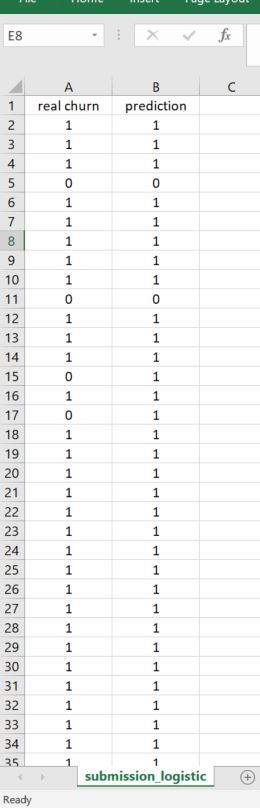 File Home Insert Page Layout
E8 fx
A B C
1 real churn prediction
2 1 1
3 1 1
4 1 1
5 0 0
6 1 1
7 1 1
8 1 1
9 1 1
10 1 1
11 0 0
12 1 1
13 1 1
14 1 1
15 0 1
16 1 1
17 0 1
18 1 1
19 1 1
20 1 1
21 1 1
22 1 1
23 1 1
24 1 1
25 1 1
26 1 1
27 1 1
28 1 1
29 1 1
30 1 1
31 1 1
32 1 1
33 1 1
34 1 1
35 1 1
submission_logistic
Ready